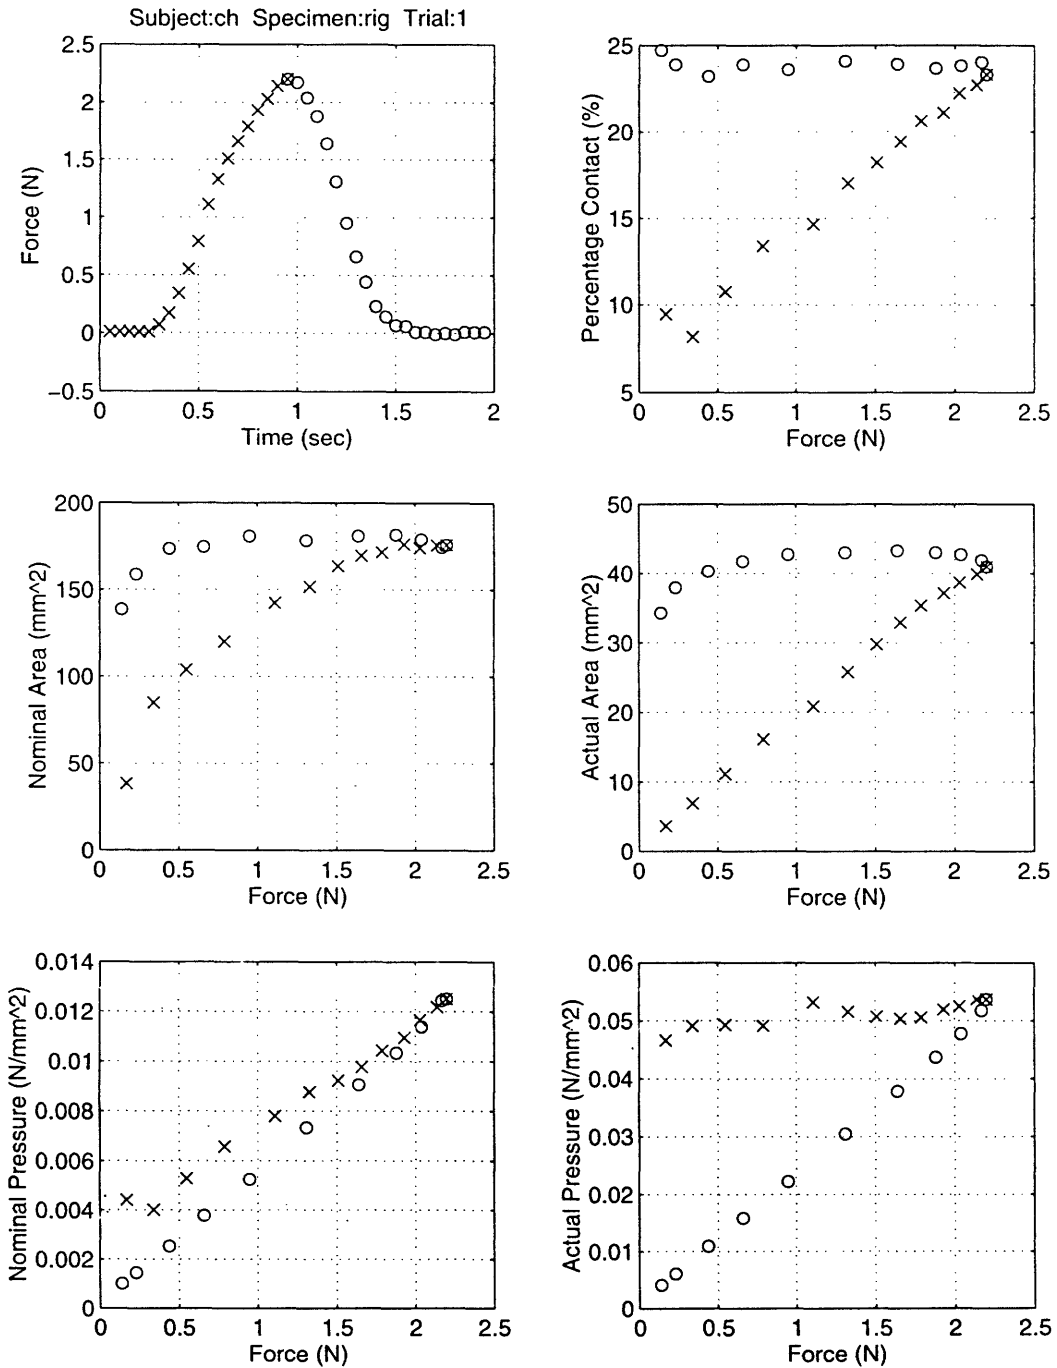 Subject:ch Specimen:rig Trial:1
2.5
2
1.5
1
0.5
0
−0.5
Force (N)
0 0.5 1 1.5 2
Time (sec)
25
20
15
10
5
Percentage Contact (%)
0 0.5 1 1.5 2 2.5
Force (N)
200
150
100
50
0
Nominal Area (mm^2)
0 0.5 1 1.5 2 2.5
Force (N)
50
40
30
20
10
0
Actual Area (mm^2)
0 0.5 1 1.5 2 2.5
Force (N)
0.014
0.012
0.01
0.008
0.006
0.004
0.002
0
Nominal Pressure (N/mm^2)
0 0.5 1 1.5 2 2.5
Force (N)
0.06
0.05
0.04
0.03
0.02
0.01
0
Actual Pressure (N/mm^2)
0 0.5 1 1.5 2 2.5
Force (N)